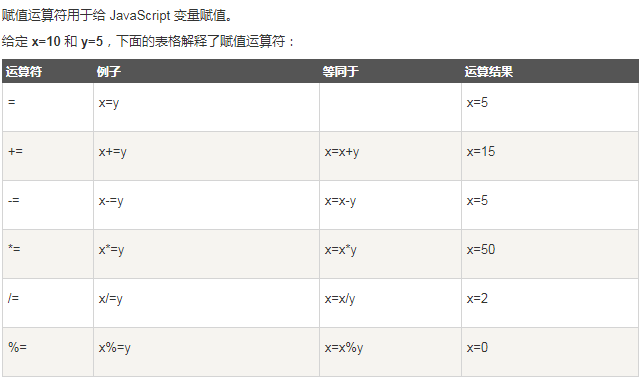 赋值运算符用于给 JavaScript 变量赋值。
给定 x=10 和 y=5，下面的表格解释了赋值运算符：
运算符 例子 等同于 运算结果
= x=y x=5
+= x+=y x=x+y x=15
-= x-=y x=x-y x=5
*= x*=y x=x*y x=50
/= x/=y x=x/y x=2
%= x%=y x=x%y x=0